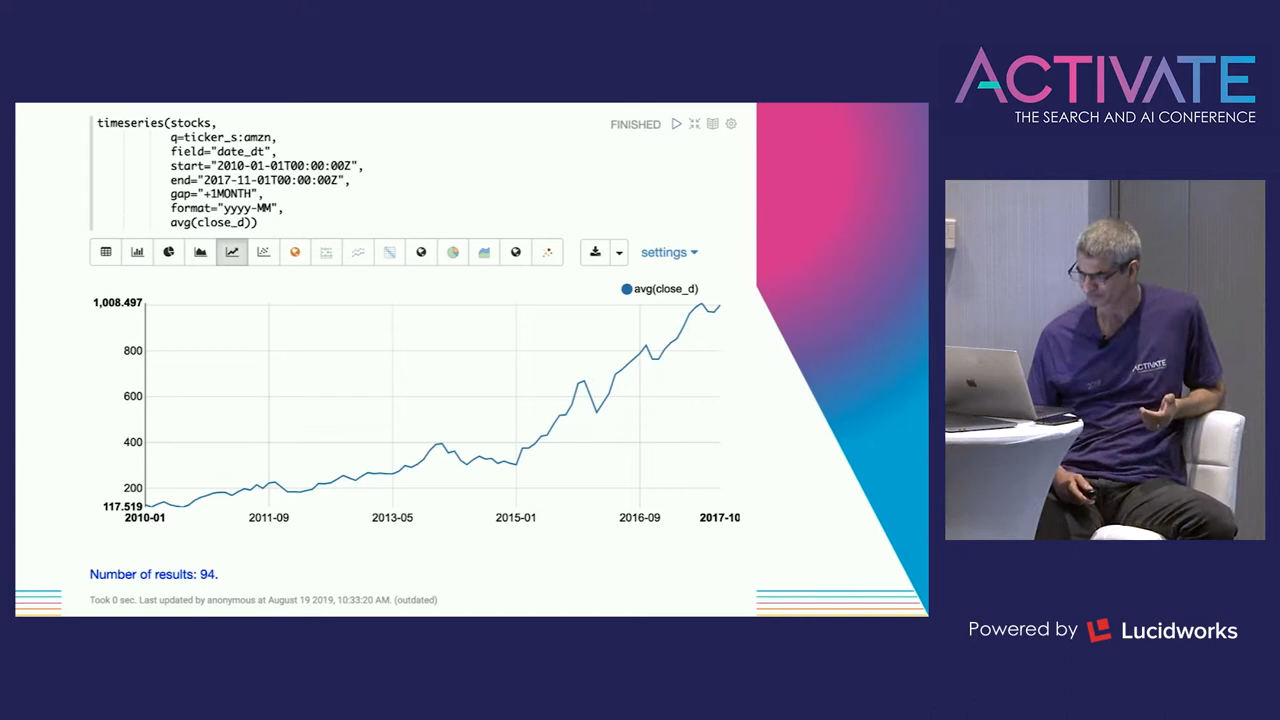 timeseries(stocks,
q=ticker_s:amzn,
field="date_dt",
start="2010-01-01T00:00:00Z",
end="2017-11-01T00:00:00Z",
gap="+1MONTH",
format="yyyy-MM",
avg(close_d))
FINISHED
settings
avg(close_d)
1,008.497
800
600
400
200
117.519
2010-01
2011-09
2013-05
2015-01
2016-09
2017-10
Number of results: 94.
Took 0 sec. Last updated by anonymous at August 19 2019, 10:33:20 AM. (outdated)
ACTIVATE
THE SEARCH AND AI CONFERENCE
ACTIVATE
Powered by Lucidworks